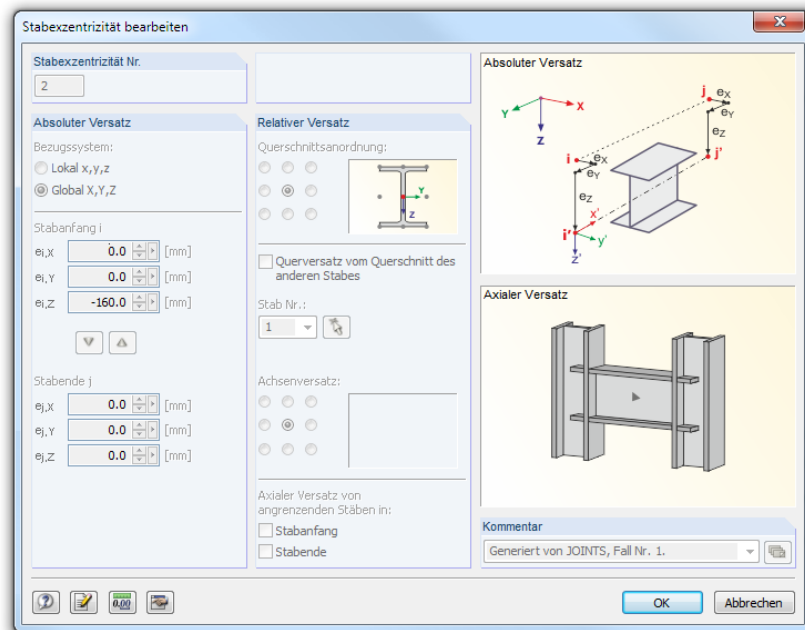 Stabexzentrizität bearbeiten
Stabexzentrizität Nr.
2
Absoluter Versatz
Bezugssystem:
Lokal x,y,z
Global X,Y,Z
Stabanfang i
ei,X 0.0 [mm]
ei,Y 0.0 [mm]
ei,Z -160.0 [mm]
Stabende j
ej,X 0.0 [mm]
ej,Y 0.0 [mm]
ej,Z 0.0 [mm]
Relativer Versatz
Querschnittsanordnung:
Y
Z
Querversatz vom Querschnitt des
anderen Stabes
Stab Nr.:
1
Achsenversatz:
Axialer Versatz von
angrenzenden Stäben in:
Stabanfang
Stabende
Absoluter Versatz
X
Y
Z
j
eX
eY
eZ
j'
i
eX
eY
eZ
x'
i'
y'
z'
Axialer Versatz
Kommentar
Generiert von JOINTS, Fall Nr. 1.
0.00
OK
Abbrechen